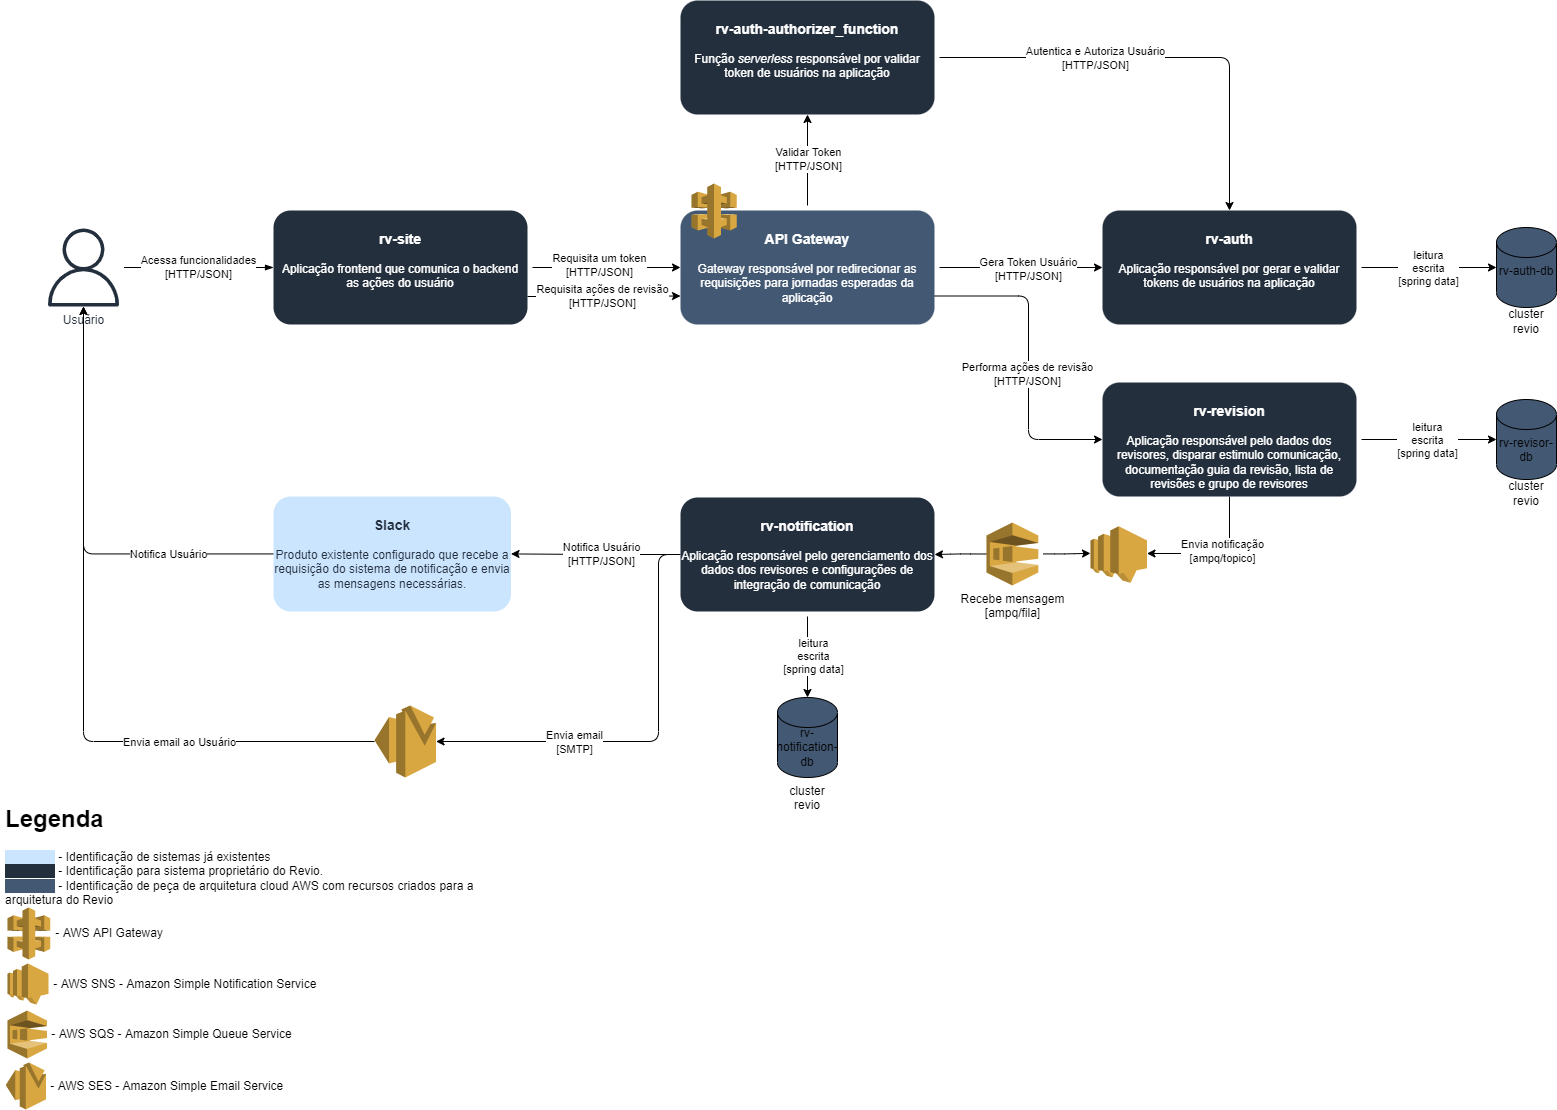 rv-auth-authorizer_function
Função serverless responsável por validar
token de usuários na aplicação
Autentica e Autoriza Usuário
[HTTP/JSON]
Validar Token
[HTTP/JSON]
Usuário
Acessa funcionalidades
[HTTP/JSON]
rv-site
Aplicação frontend que comunica o backend
as ações do usuário
Requisita um token
[HTTP/JSON]
Requisita ações de revisão
[HTTP/JSON]
API Gateway
Gateway responsável por redirecionar as
requisições para jornadas esperadas da
aplicação
Gera Token Usuário
[HTTP/JSON]
rv-auth
Aplicação responsável por gerar e validar
tokens de usuários na aplicação
leitura
escrita
[spring data]
rv-auth-db
cluster
revio
Performa ações de revisão
[HTTP/JSON]
rv-revision
Aplicação responsável pelo dados dos
revisores, disparar estimulo comunicação,
documentação guia da revisão, lista de
revisões e grupo de revisores
leitura
escrita
[spring data]
rv-revisor-
db
cluster
revio
Notifica Usuário
Slack
Produto existente configurado que recebe a
requisição do sistema de notificação e envia
as mensagens necessárias.
Notifica Usuário
[HTTP/JSON]
rv-notification
Aplicação responsável pelo gerenciamento dos
dados dos revisores e configurações de
integração de comunicação
Recebe mensagem
[ampq/fila]
Envia notificação
[ampq/topico]
leitura
escrita
[spring data]
rv-
notification-
db
cluster
revio
Envia email ao Usuário
Envia email
[SMTP]
Legenda
- Identificação de sistemas já existentes
- Identificação para sistema proprietário do Revio.
- Identificação de peça de arquitetura cloud AWS com recursos criados para a
arquitetura do Revio
- AWS API Gateway
- AWS SNS - Amazon Simple Notification Service
- AWS SQS - Amazon Simple Queue Service
- AWS SES - Amazon Simple Email Service